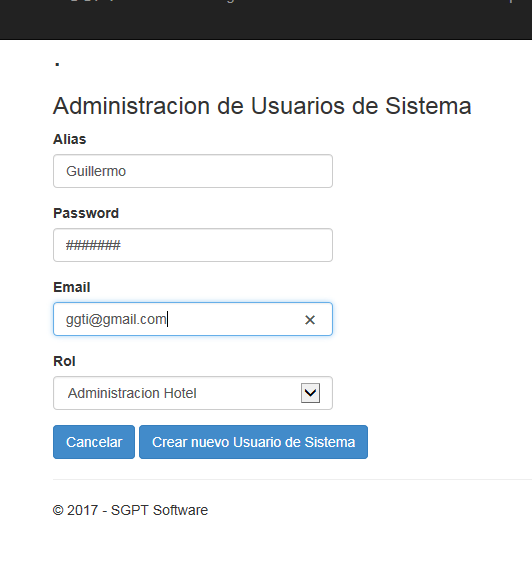 Administracion de Usuarios de Sistema
Alias
Guillermo
Password
#######
Email
ggti@gmail.com
Rol
Administracion Hotel
Cancelar
Crear nuevo Usuario de Sistema
© 2017 - SGPT Software